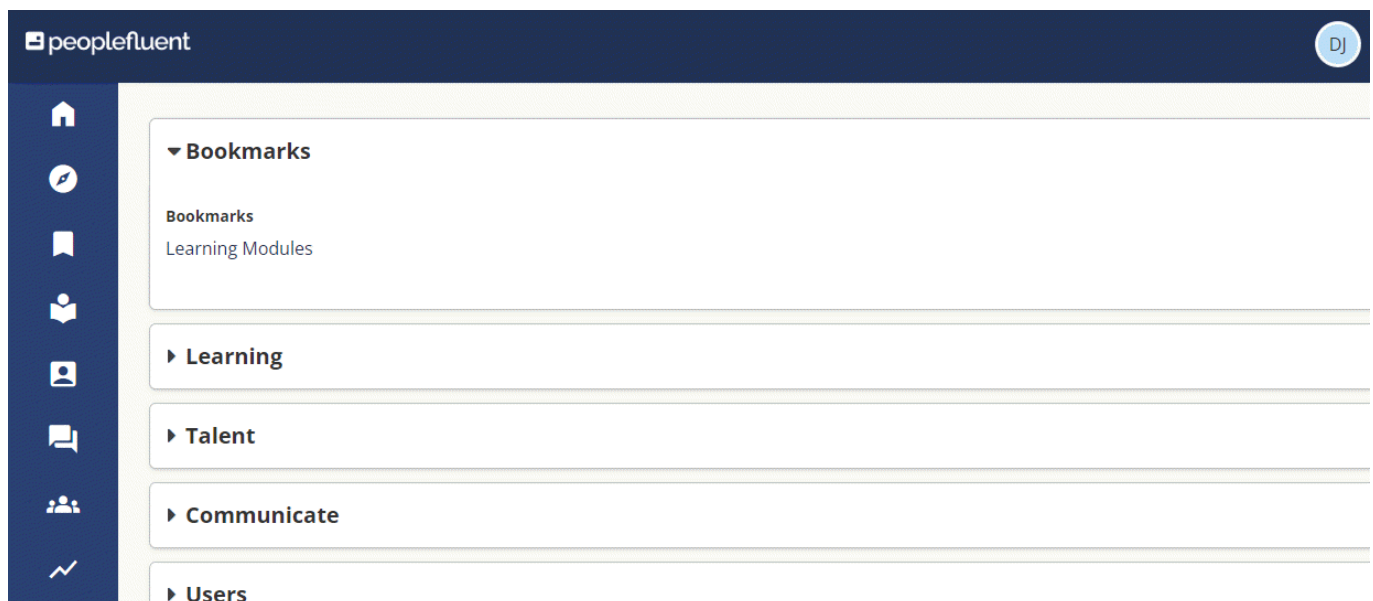 peoplefluent
DJ
Bookmarks
Bookmarks
Learning Modules
Learning
Talent
Communicate
Users